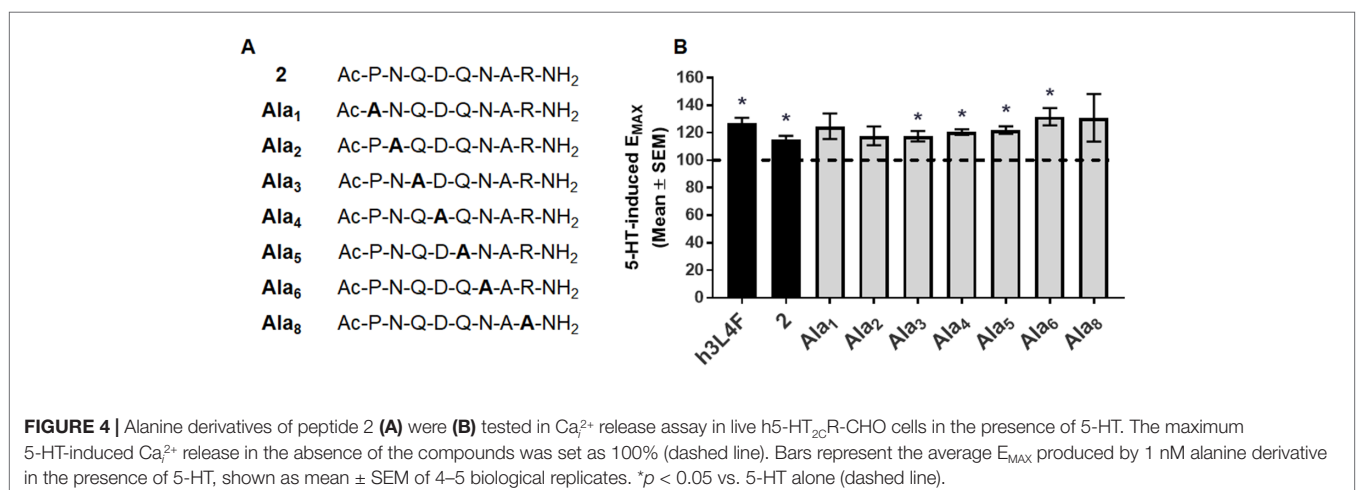 A
2 Ac-P-N-Q-D-Q-N-A-R-NH₂
Ala₁ Ac-A-N-Q-D-Q-N-A-R-NH₂
Ala₂ Ac-P-A-Q-D-Q-N-A-R-NH₂
Ala₃ Ac-P-N-A-D-Q-N-A-R-NH₂
Ala₄ Ac-P-N-Q-A-Q-N-A-R-NH₂
Ala₅ Ac-P-N-Q-D-A-N-A-R-NH₂
Ala₆ Ac-P-N-Q-D-Q-A-A-R-NH₂
Ala₈ Ac-P-N-Q-D-Q-N-A-A-NH₂
B
5-HT-induced E_MAX
(Mean ± SEM)
160
140
120
100
80
60
40
20
0
* * * * * *
h3L4F 2 Ala₁ Ala₂ Ala₃ Ala₄ Ala₅ Ala₆ Ala₈
FIGURE 4 | Alanine derivatives of peptide 2 (A) were (B) tested in Ca_i²⁺ release assay in live h5-HT₂CR-CHO cells in the presence of 5-HT. The maximum
5-HT-induced Ca_i²⁺ release in the absence of the compounds was set as 100% (dashed line). Bars represent the average E_MAX produced by 1 nM alanine derivative
in the presence of 5-HT, shown as mean ± SEM of 4–5 biological replicates. *p < 0.05 vs. 5-HT alone (dashed line).